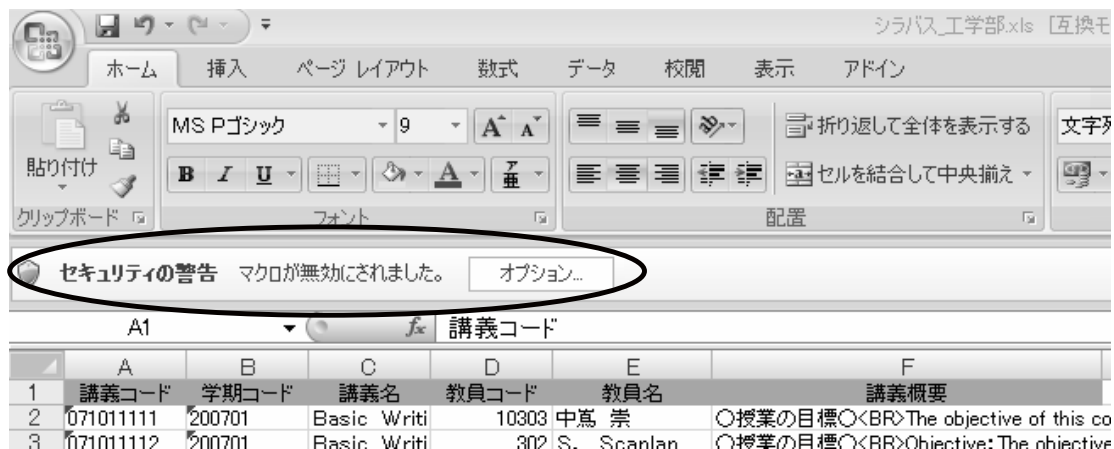 シラバス_工学部.xls [互換モ
ホーム 挿入 ページ レイアウト 数式 データ 校閲 表示 アドイン
MS Pゴシック 9 A A 折り返して全体を表示する 文字列
貼り付け B I U A ア亜 セルを結合して中央揃え
クリップボード フォント 配置
セキュリティの警告 マクロが無効にされました。 オプション...
A1 fx 講義コード
A B C D E F
1 講義コード 学期コード 講義名 教員コード 教員名 講義概要
2 071011111 200701 Basic Writi 10303 中嶌 崇 〇授業の目標〇<BR>The objective of this co
3 071011112 200701 Basic Writi 302 S. Scanlan 〇授業の目標〇<BR>Objective: The objective